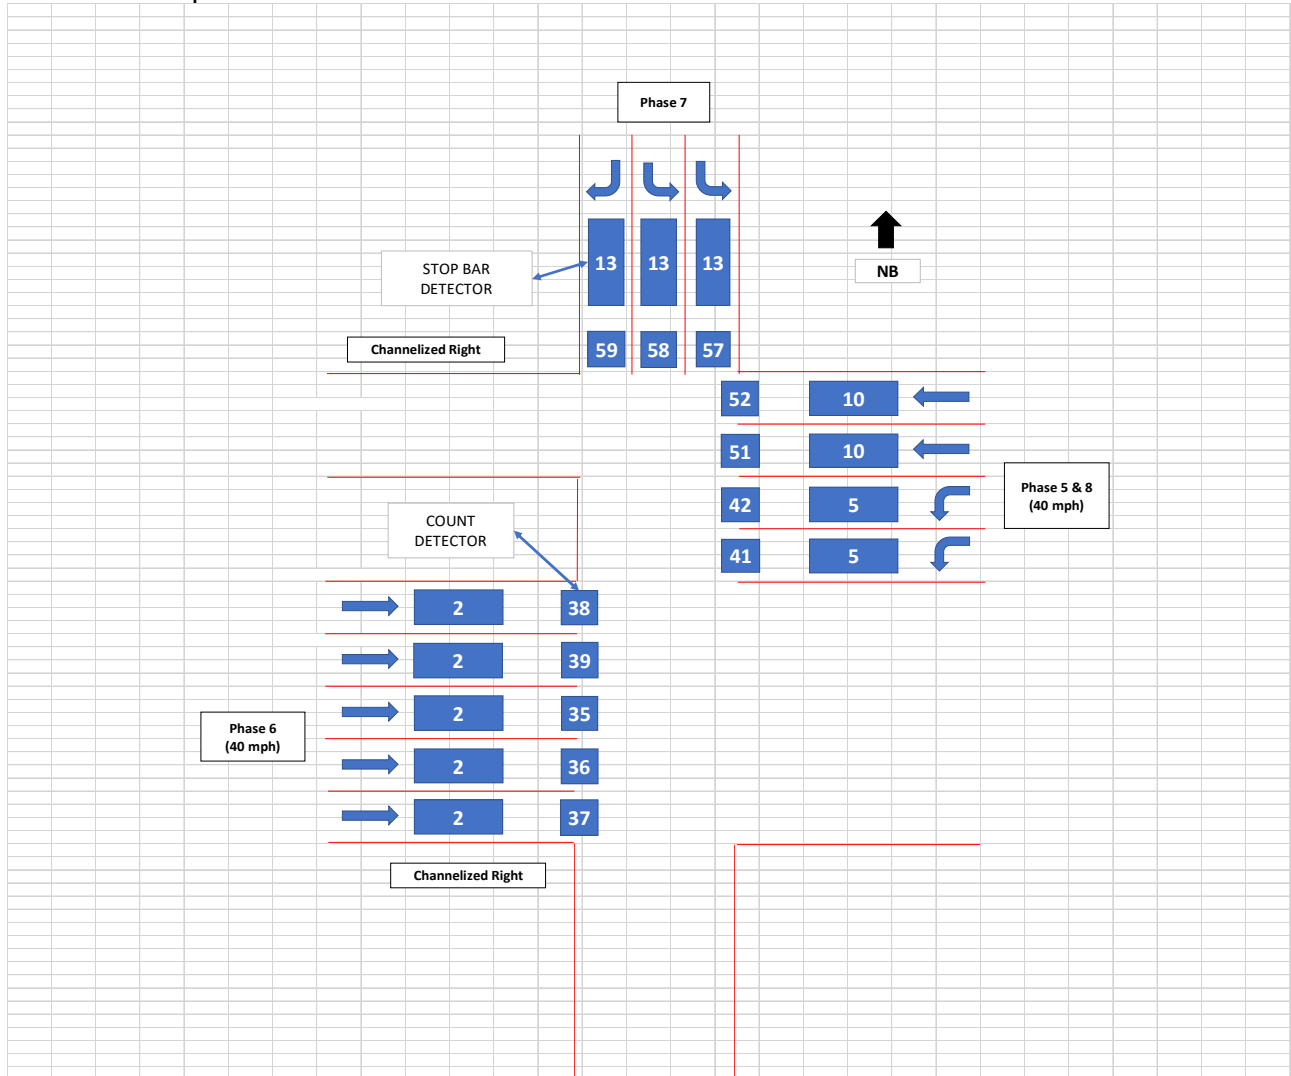 Phase 7
13 13 13
STOP BAR
DETECTOR
NB
Channelized Right
59 58 57
52 10
51 10
42 5
41 5
Phase 5 & 8
(40 mph)
COUNT
DETECTOR
2 38
2 39
2 35
2 36
2 37
Phase 6
(40 mph)
Channelized Right